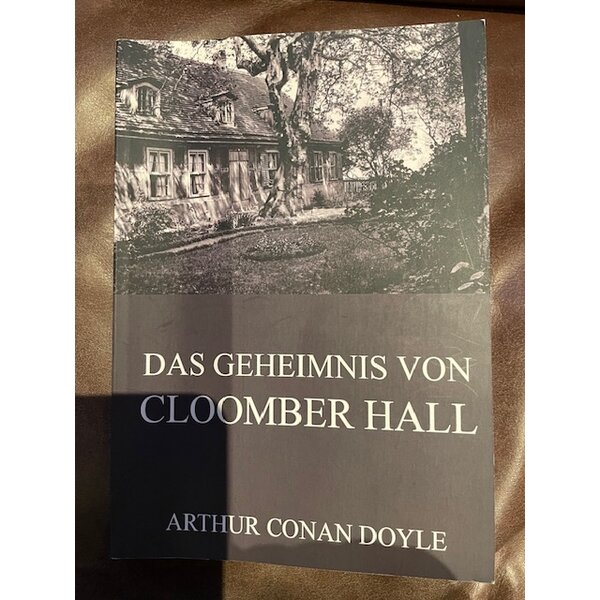 DAS GEHEIMNIS VON
CLOOMBER HALL
ARTHUR CONAN DOYLE